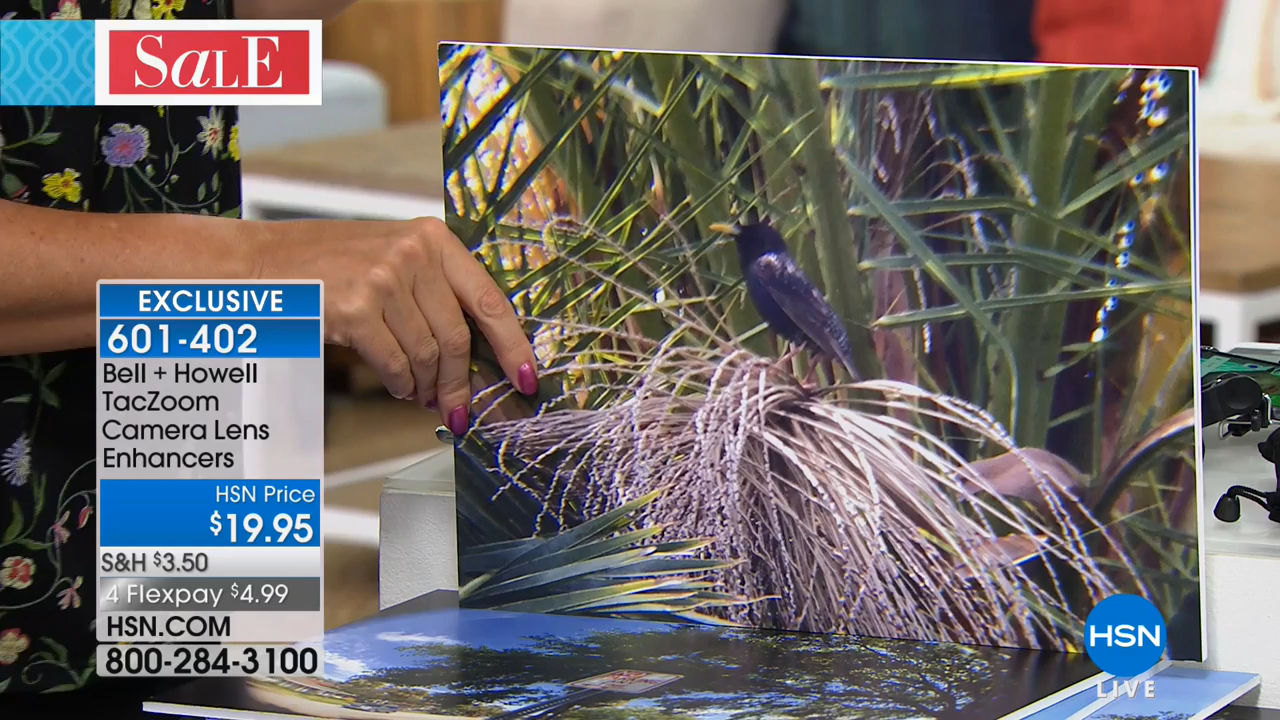 SALE
EXCLUSIVE
601-402
Bell + Howell
TacZoom
Camera Lens
Enhancers
HSN Price
$19.95
S&H $3.50
4 Flexpay $4.99
HSN.COM
800-284-3100
HSN
LIVE